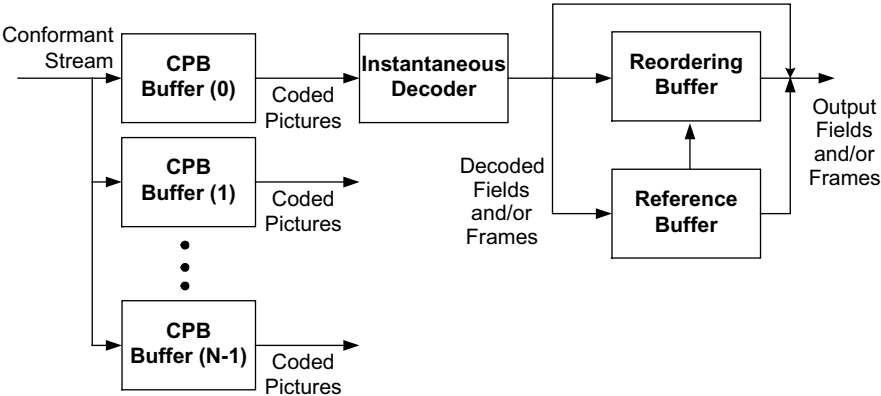 Conformant
Stream
CPB
Buffer (0)
Coded
Pictures
Instantaneous
Decoder
Reordering
Buffer
Output
Fields
and/or
Frames
Decoded
Fields
and/or
Frames
Reference
Buffer
CPB
Buffer (1)
Coded
Pictures
CPB
Buffer (N-1)
Coded
Pictures